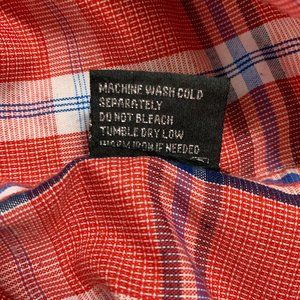 MACHINE WASH COLD
SEPARATELY
DO NOT BLEACH
TUMBLE DRY LOW
WARM IRON IF NEEDED